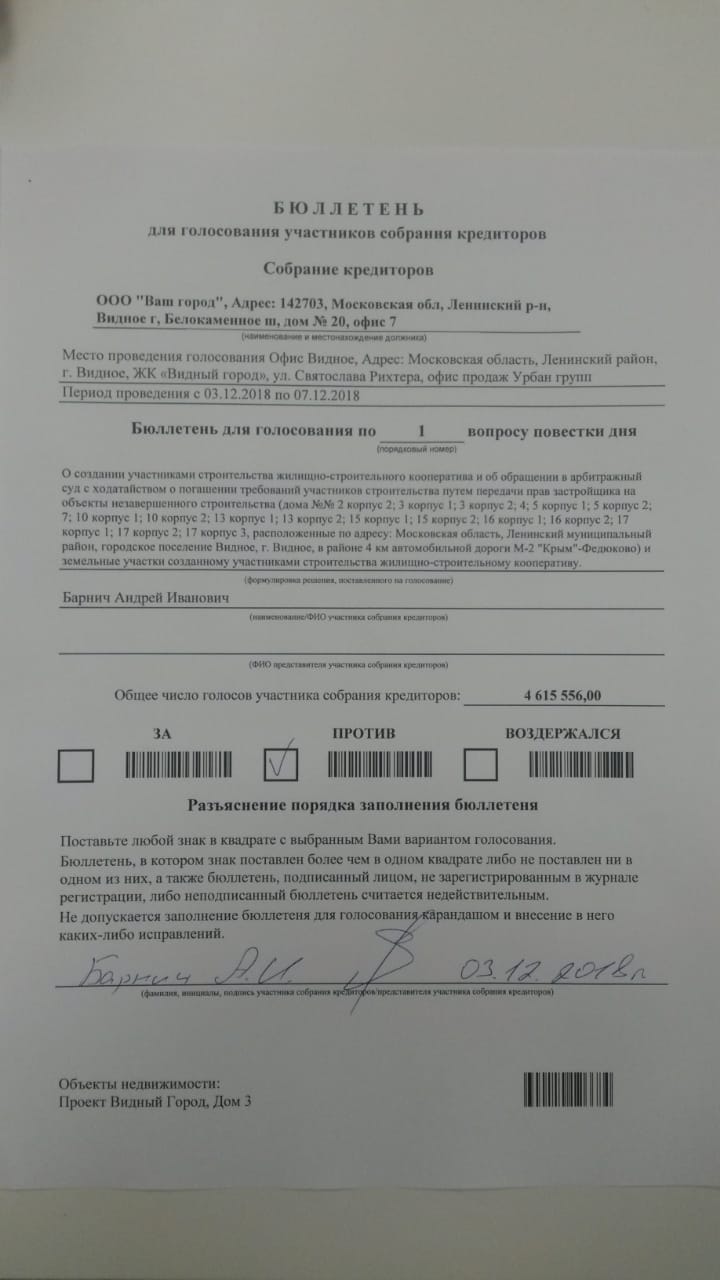 БЮЛЛЕТЕНЬ
для голосования участников собрания кредиторов
Собрание кредиторов
ООО "Ваш город", Адрес: 142703, Московская обл, Ленинский р-н,
Видное г, Белокаменное ш, дом № 20, офис 7
(наименование и местонахождение должника)
Место проведения голосования Офис Видное, Адрес: Московская область, Ленинский район,
г. Видное, ЖК «Видный город», ул. Святослава Рихтера, офис продаж Урбан групп
Период проведения с 03.12.2018 по 07.12.2018
Бюллетень для голосования по 1 вопросу повестки дня
(порядковый номер)
О создании участниками строительства жилищно-строительного кооператива и об обращении в арбитражный
суд с ходатайством о погашении требований участников строительства путем передачи прав застройщика на
объекты незавершенного строительства (дома №№ 2 корпус 2; 3 корпус 1; 3 корпус 2; 4; 5 корпус 1; 5 корпус 2;
7; 10 корпус 1; 10 корпус 2; 13 корпус 1; 13 корпус 2; 15 корпус 1; 15 корпус 2; 16 корпус 1; 16 корпус 2; 17
корпус 1; 17 корпус 2; 17 корпус 3, расположенные по адресу: Московская область, Ленинский муниципальный
район, городское поселение Видное, г. Видное, в районе 4 км автомобильной дороги М-2 "Крым"-Федюково) и
земельные участки созданному участниками строительства жилищно-строительному кооперативу.
(формулировка решения, поставленного на голосование)
Барнич Андрей Иванович
(наименование/ФИО участника собрания кредиторов)
(ФИО представителя участника собрания кредиторов)
Общее число голосов участника собрания кредиторов: 4 615 556,00
ЗА ПРОТИВ ВОЗДЕРЖАЛСЯ
Разъяснение порядка заполнения бюллетеня
Поставьте любой знак в квадрате с выбранным Вами вариантом голосования.
Бюллетень, в котором знак поставлен более чем в одном квадрате либо не поставлен ни в
одном из них, а также бюллетень, подписанный лицом, не зарегистрированным в журнале
регистрации, либо неподписанный бюллетень считается недействительным.
Не допускается заполнение бюллетеня для голосования карандашом и внесение в него
каких-либо исправлений.
Барнич А.И. 03.12.2018г
(фамилия, инициалы, подпись участника собрания кредиторов/представителя участника собрания кредиторов)
Объекты недвижимости:
Проект Видный Город, Дом 3